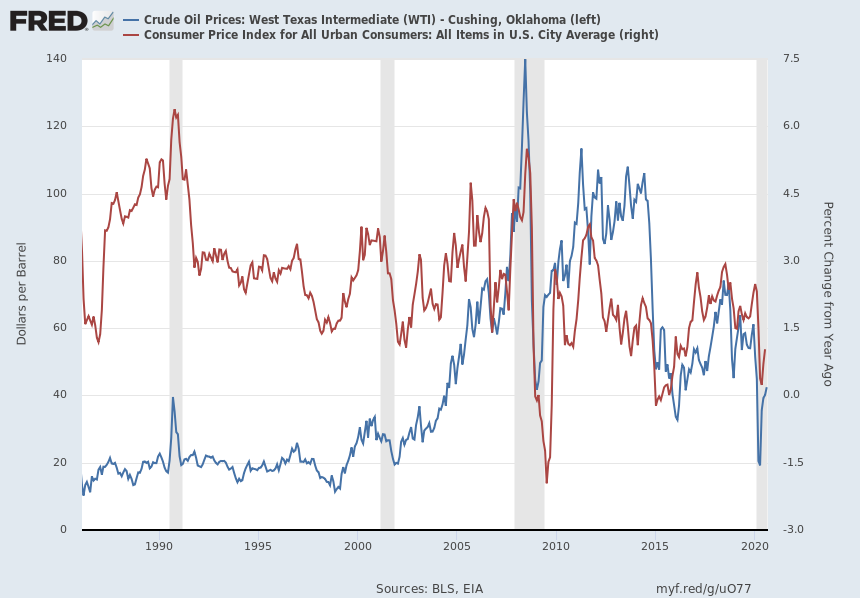 FRED
Crude Oil Prices: West Texas Intermediate (WTI) - Cushing, Oklahoma (left)
Consumer Price Index for All Urban Consumers: All Items in U.S. City Average (right)
140 7.5
120 6.0
100 4.5
80 3.0
60 1.5
40 0.0
20 -1.5
0 -3.0
Dollars per Barrel
Percent Change from Year Ago
1990 1995 2000 2005 2010 2015 2020
Sources: BLS, EIA myf.red/g/uO77